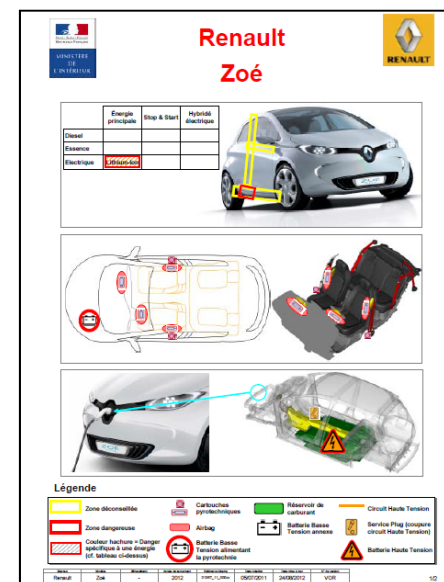 Renault
Zoé
MINISTÈRE
DE
L'INTÉRIEUR
RENAULT
Énergie principale
Stop & Start
Hybride électrique
Diesel
Essence
Electrique
Lithium-Ion
ZOE
Légende
Zone déconseillée
Cartouches pyrotechniques
Réservoir de carburant
Circuit Haute Tension
Zone dangereuse
Airbag
Batterie Basse Tension annexe
Service Plug (coupure circuit Haute Tension)
Couleur hachure = Danger spécifique à une énergie (cf. tableau ci-dessus)
Batterie Basse Tension alimentant la pyrotechnie
Batterie Haute Tension
Renault Zoé - 2012 05/07/2011 24/08/2012 VOR 1/2